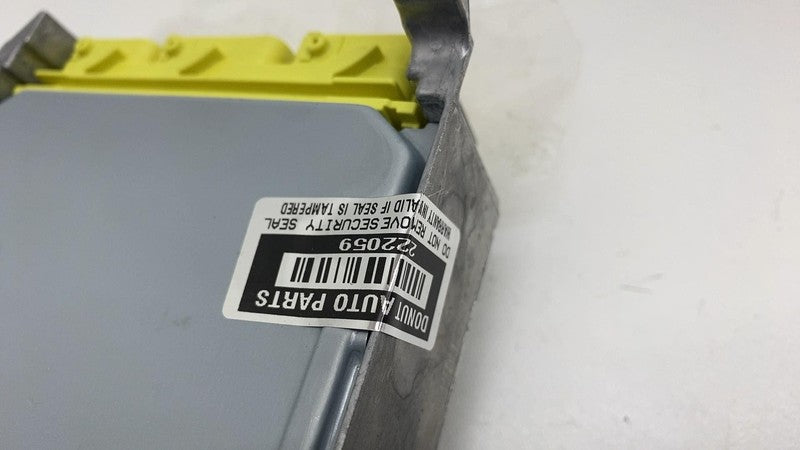 DONUT AUTO PARTS
222059
DO NOT REMOVE SECURITY SEAL
WARRANTY INVALID IF SEAL IS TAMPERED